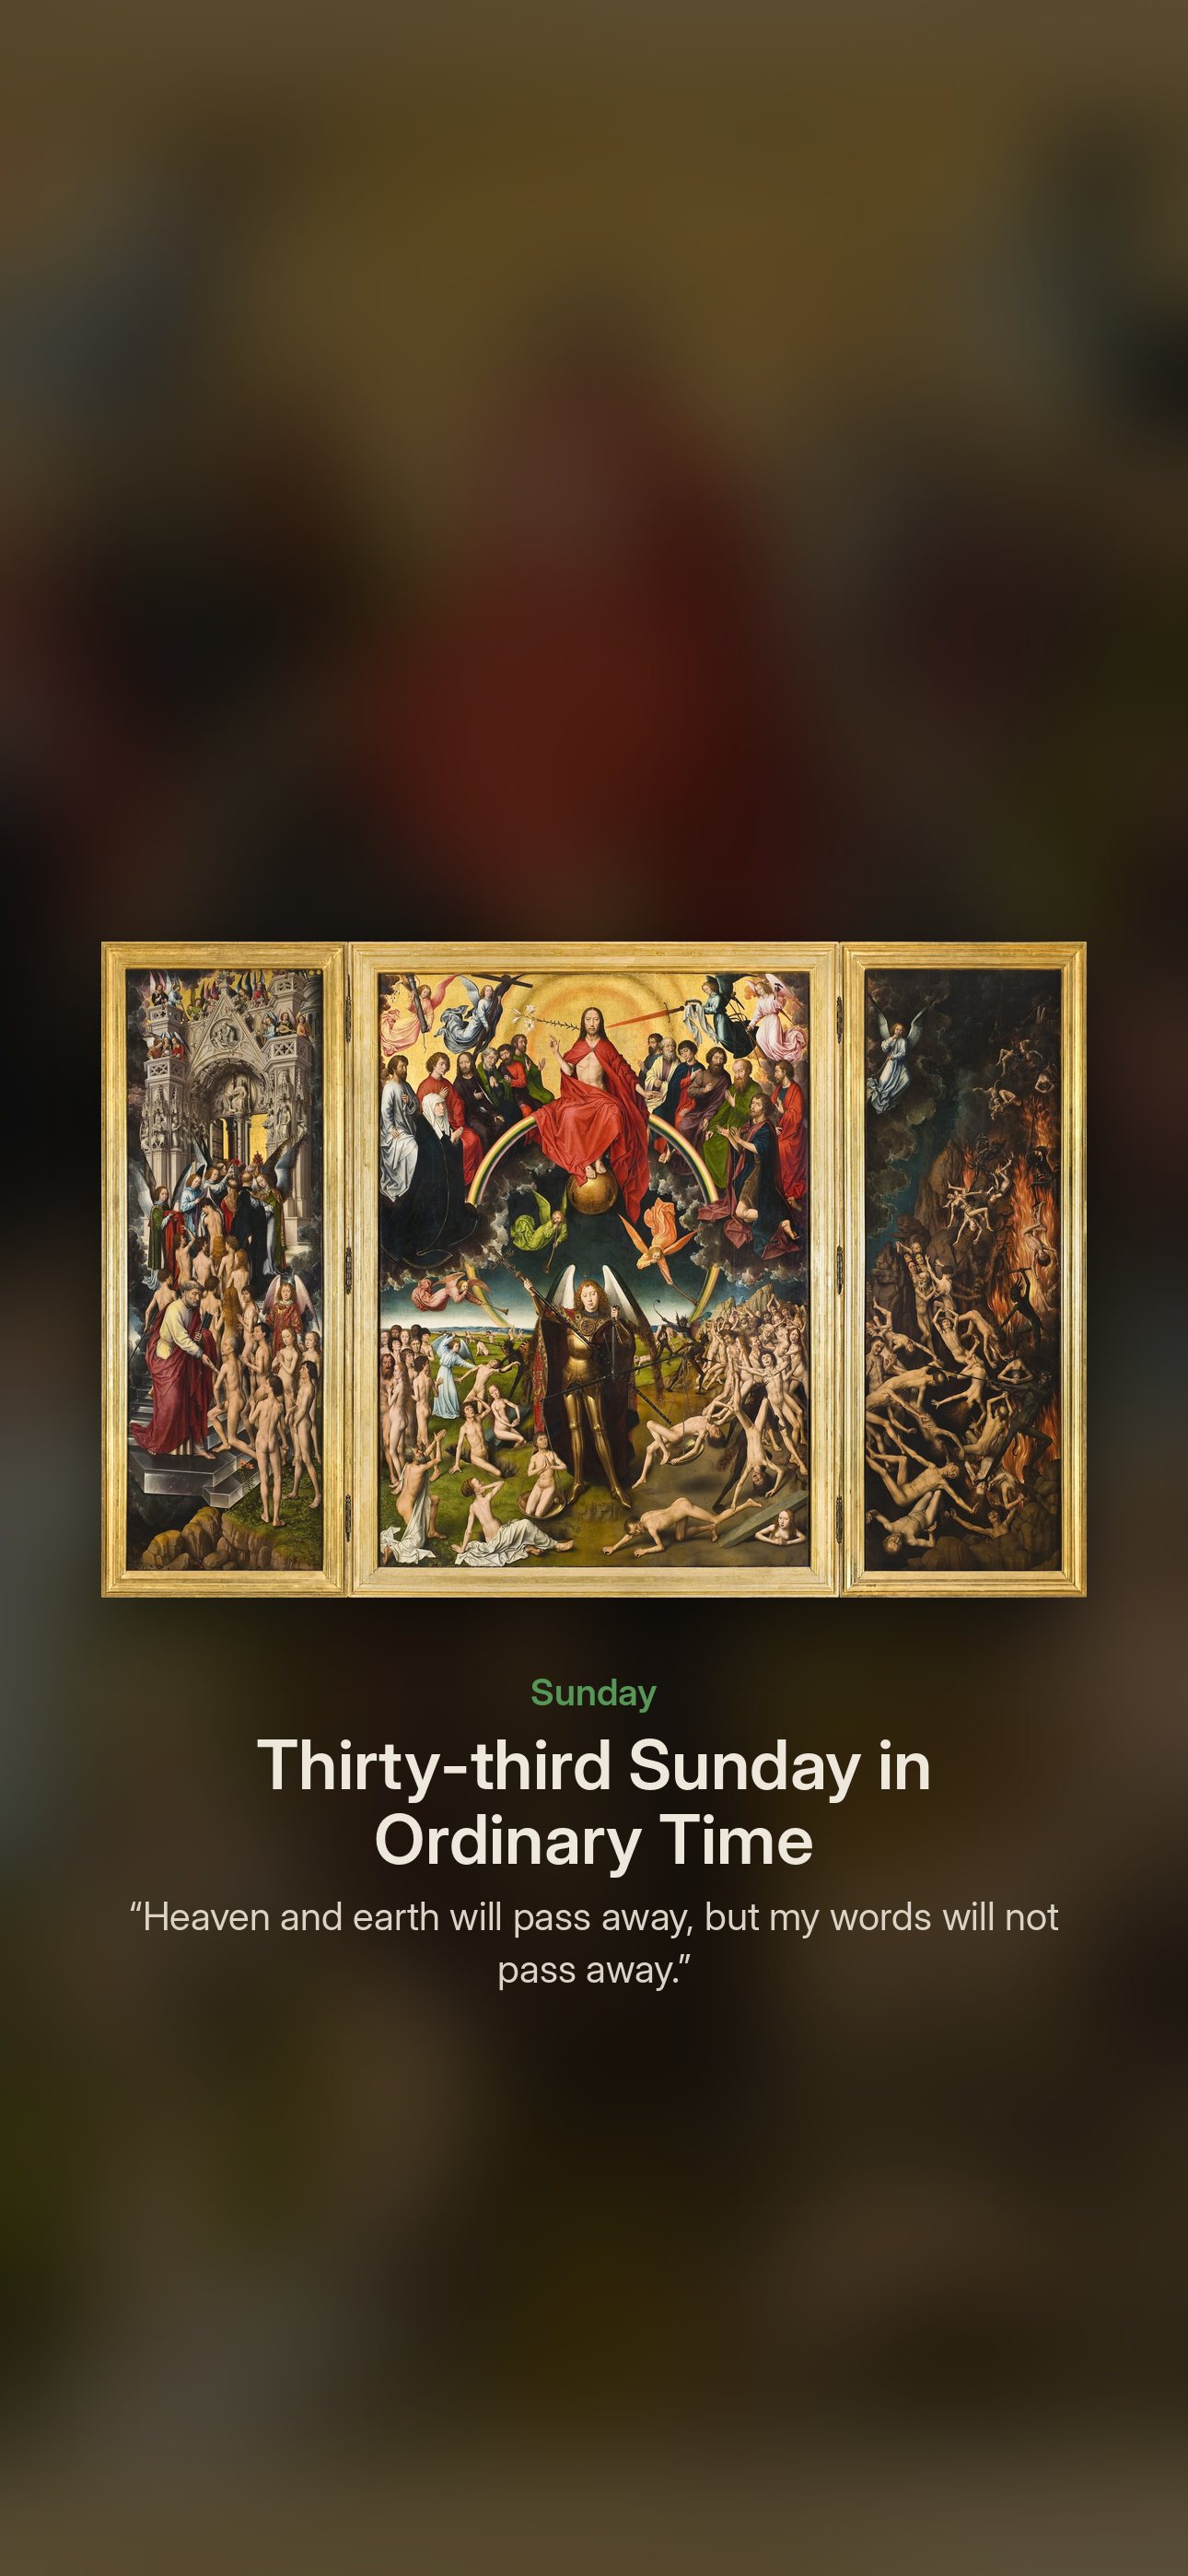 Sunday
Thirty-third Sunday in
Ordinary Time
“Heaven and earth will pass away, but my words will not
pass away.”